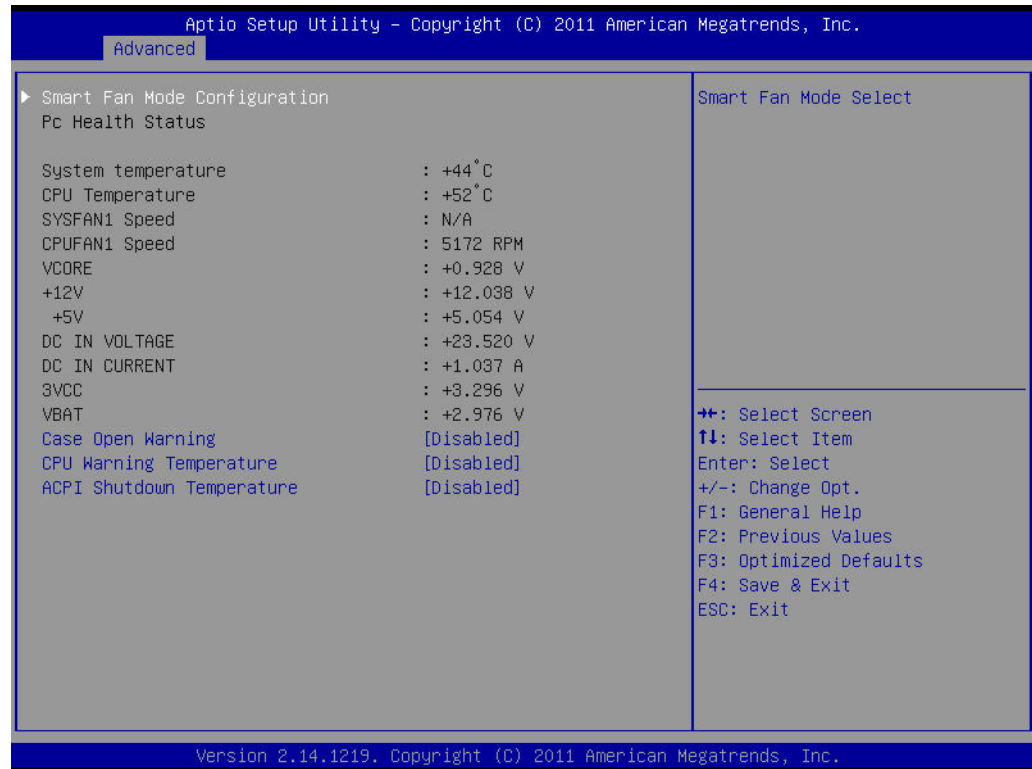 Aptio Setup Utility – Copyright (C) 2011 American Megatrends, Inc.
Advanced
▶ Smart Fan Mode Configuration
Pc Health Status
System temperature : +44°C
CPU Temperature : +52°C
SYSFAN1 Speed : N/A
CPUFAN1 Speed : 5172 RPM
VCORE : +0.928 V
+12V : +12.038 V
+5V : +5.054 V
DC IN VOLTAGE : +23.520 V
DC IN CURRENT : +1.037 A
3VCC : +3.296 V
VBAT : +2.976 V
Case Open Warning [Disabled]
CPU Warning Temperature [Disabled]
ACPI Shutdown Temperature [Disabled]
Smart Fan Mode Select
→←: Select Screen
↑↓: Select Item
Enter: Select
+/-: Change Opt.
F1: General Help
F2: Previous Values
F3: Optimized Defaults
F4: Save & Exit
ESC: Exit
Version 2.14.1219. Copyright (C) 2011 American Megatrends, Inc.